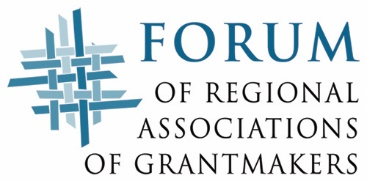 FORUM
OF REGIONAL
ASSOCIATIONS
OF GRANTMAKERS